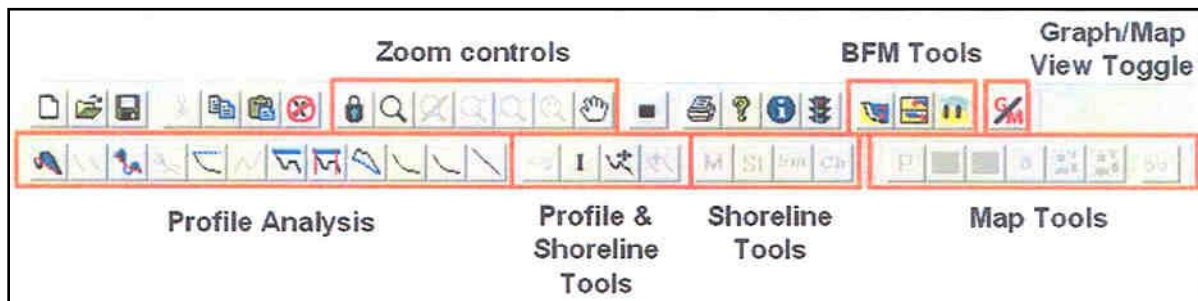 Zoom controls
BFM Tools
Graph/Map
View Toggle
G/M
I
M
P
Profile Analysis
Profile &
Shoreline
Tools
Shoreline
Tools
Map Tools